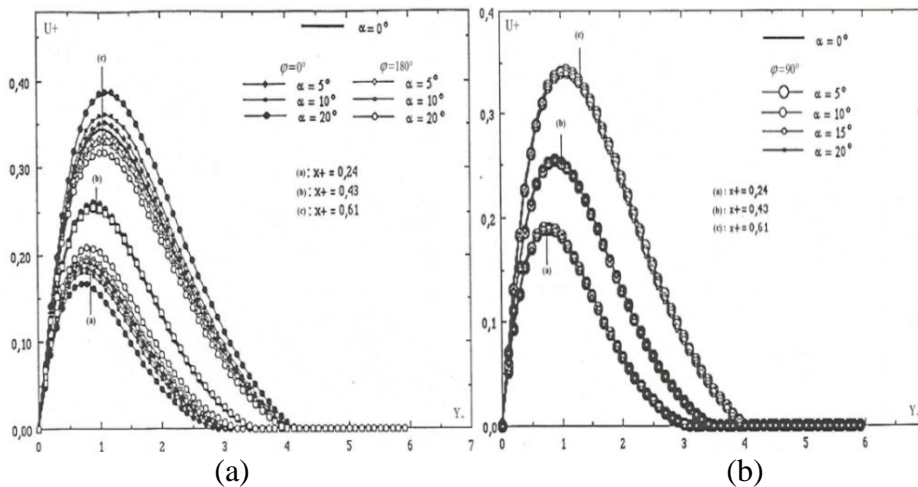 U+
α=0°
φ=0°
φ=180°
α = 5°
α = 5°
α = 10°
α = 10°
α = 20°
α = 20°
(a): x+ = 0,24
(b): x+ = 0,43
(c): x+ = 0,61
(c)
(b)
(a)
0,40
0,30
0,20
0,10
0,00
Y+
0
1
2
3
4
5
6
7
(a)
U+
α = 0°
φ=90°
α = 5°
α = 10°
α = 15°
α = 20°
(a): x+ = 0,24
(b): x+ = 0,43
(c): x+ = 0,61
(c)
(b)
(a)
0,4
0,3
0,2
0,1
0,0
Y+
0
1
2
3
4
5
6
7
(b)